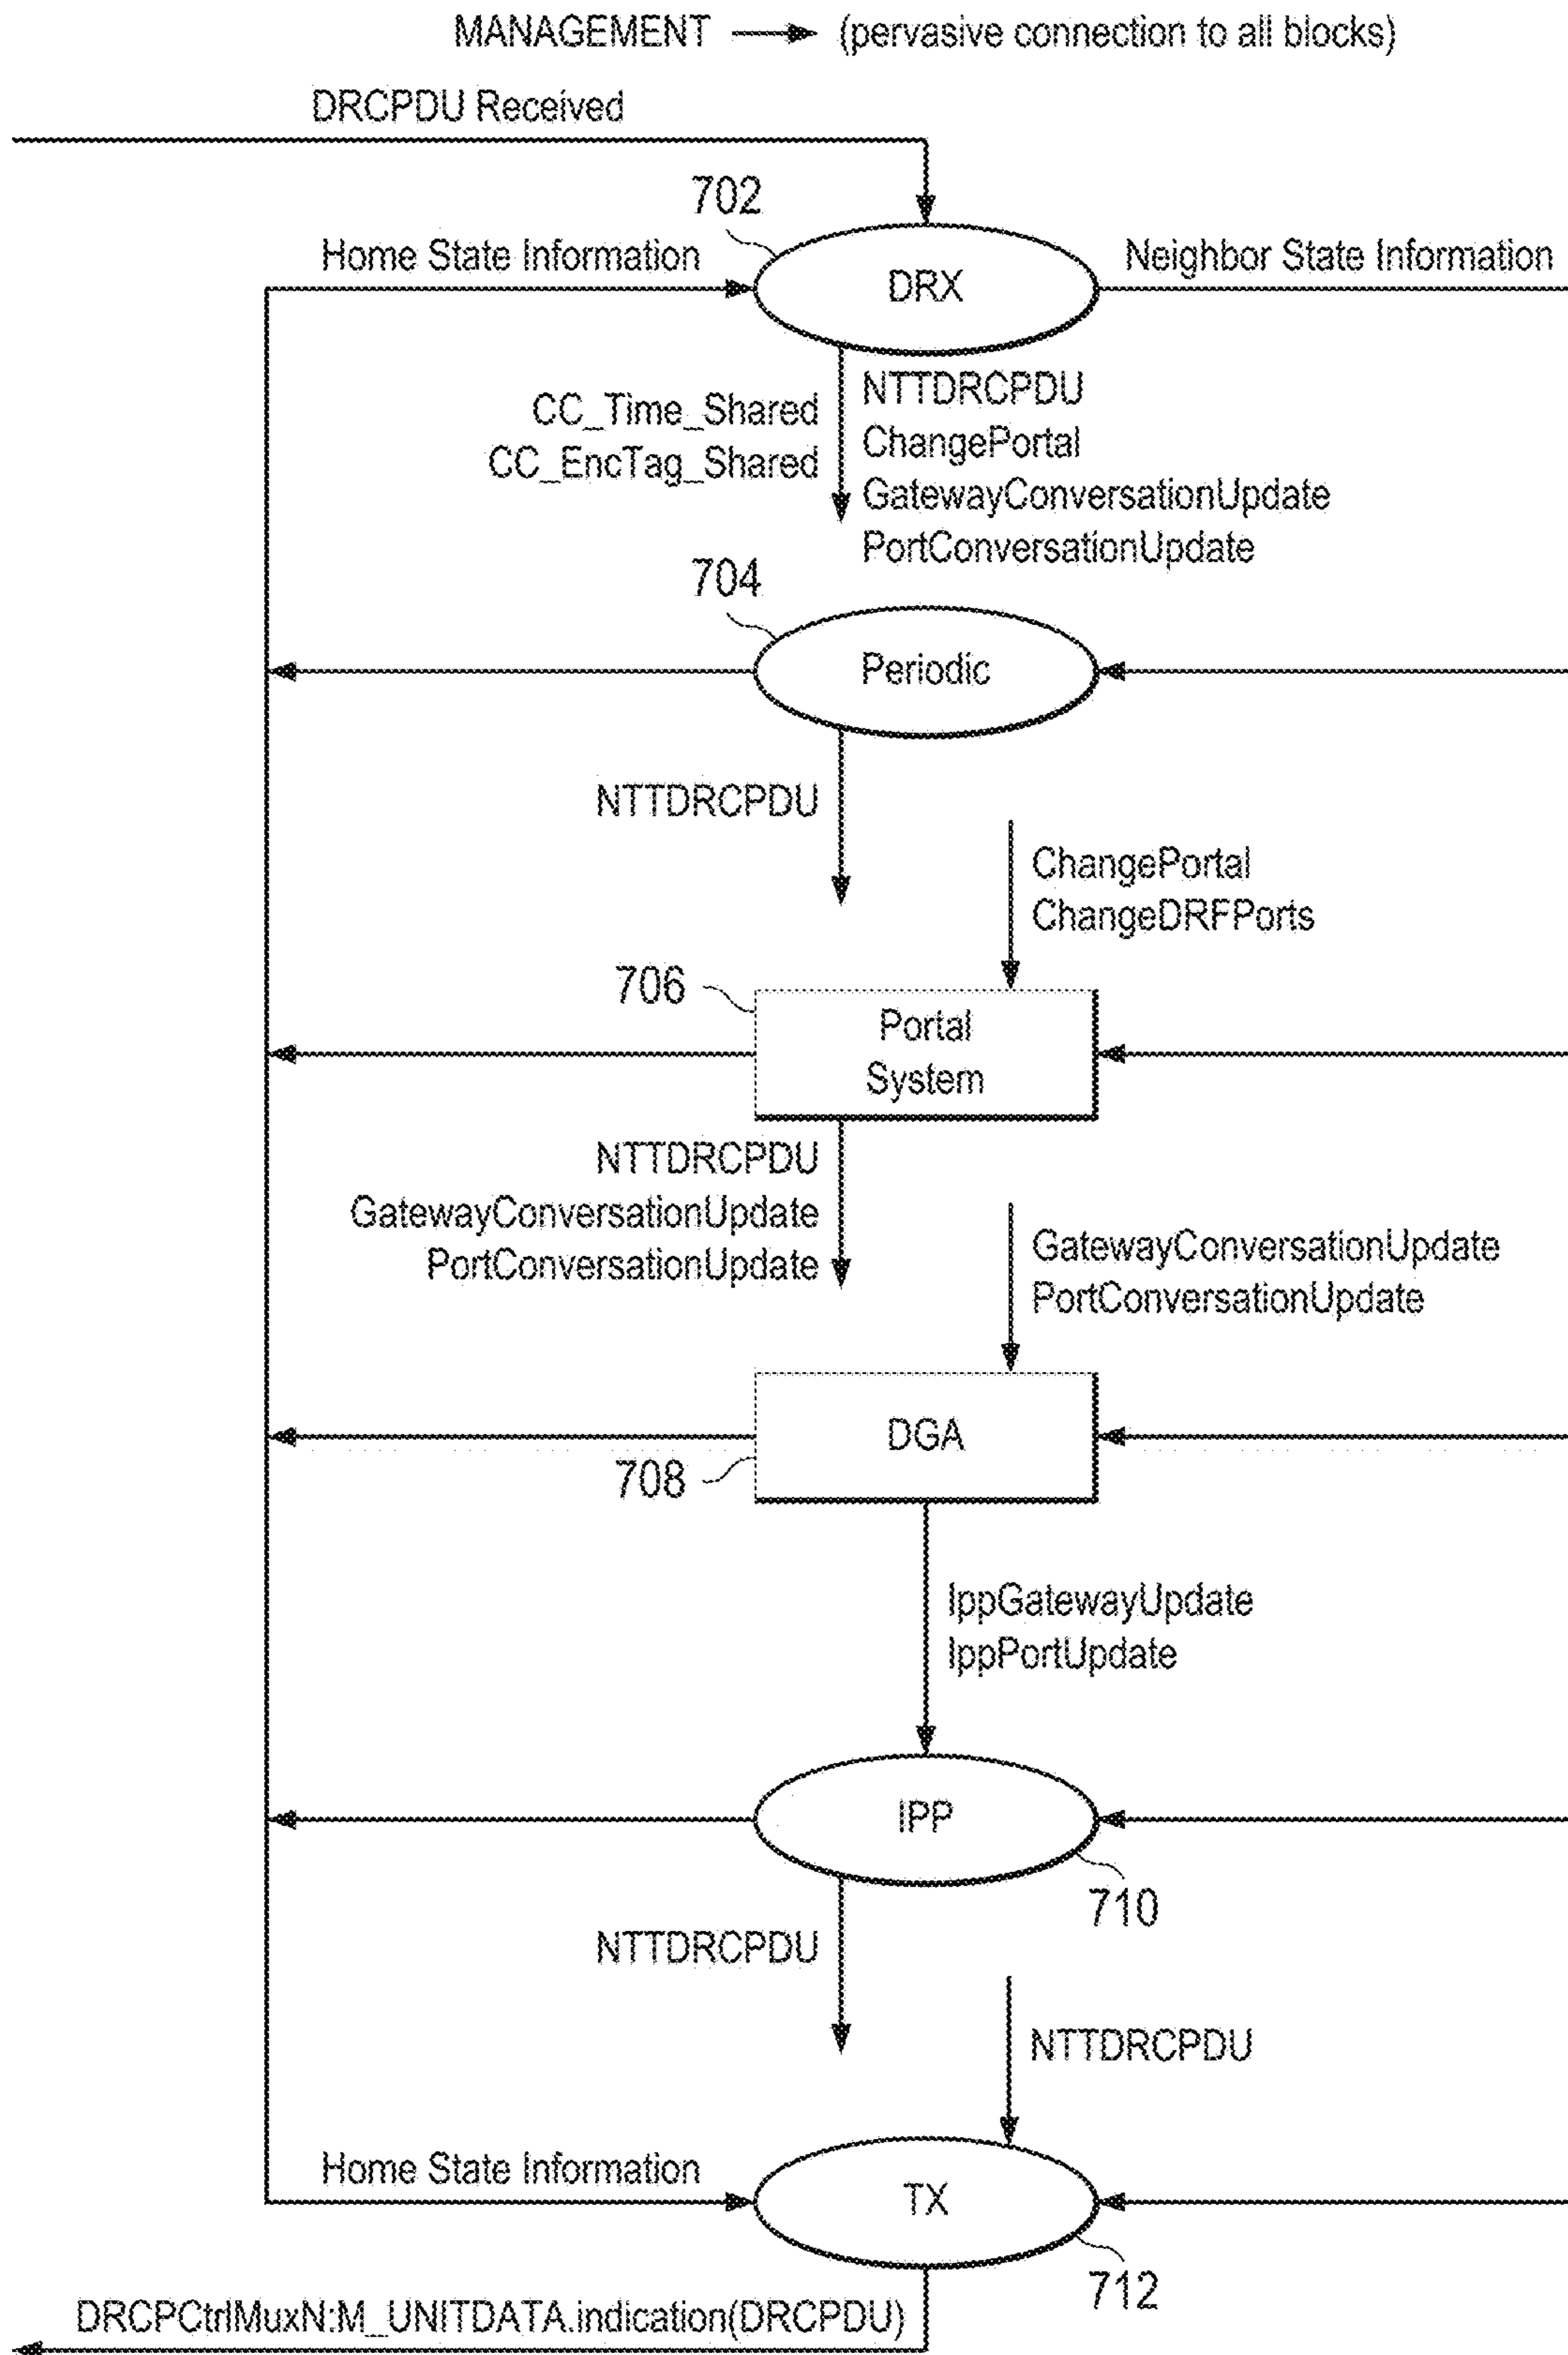 MANAGEMENT (pervasive connection to all blocks)
DRCPDU Received
702
Home State Information
DRX
Neighbor State Information
CC_Time_Shared
CC_EncTag_Shared
NTTDRCPDU
ChangePortal
GatewayConversationUpdate
PortConversationUpdate
704
Periodic
NTTDRCPDU
ChangePortal
ChangeDRFPorts
706
Portal
System
NTTDRCPDU
GatewayConversationUpdate
PortConversationUpdate
GatewayConversationUpdate
PortConversationUpdate
DGA
708
IppGatewayUpdate
IppPortUpdate
IPP
710
NTTDRCPDU
NTTDRCPDU
Home State Information
TX
712
DRCPCtrlMuxN:M_UNITDATA.indication(DRCPDU)